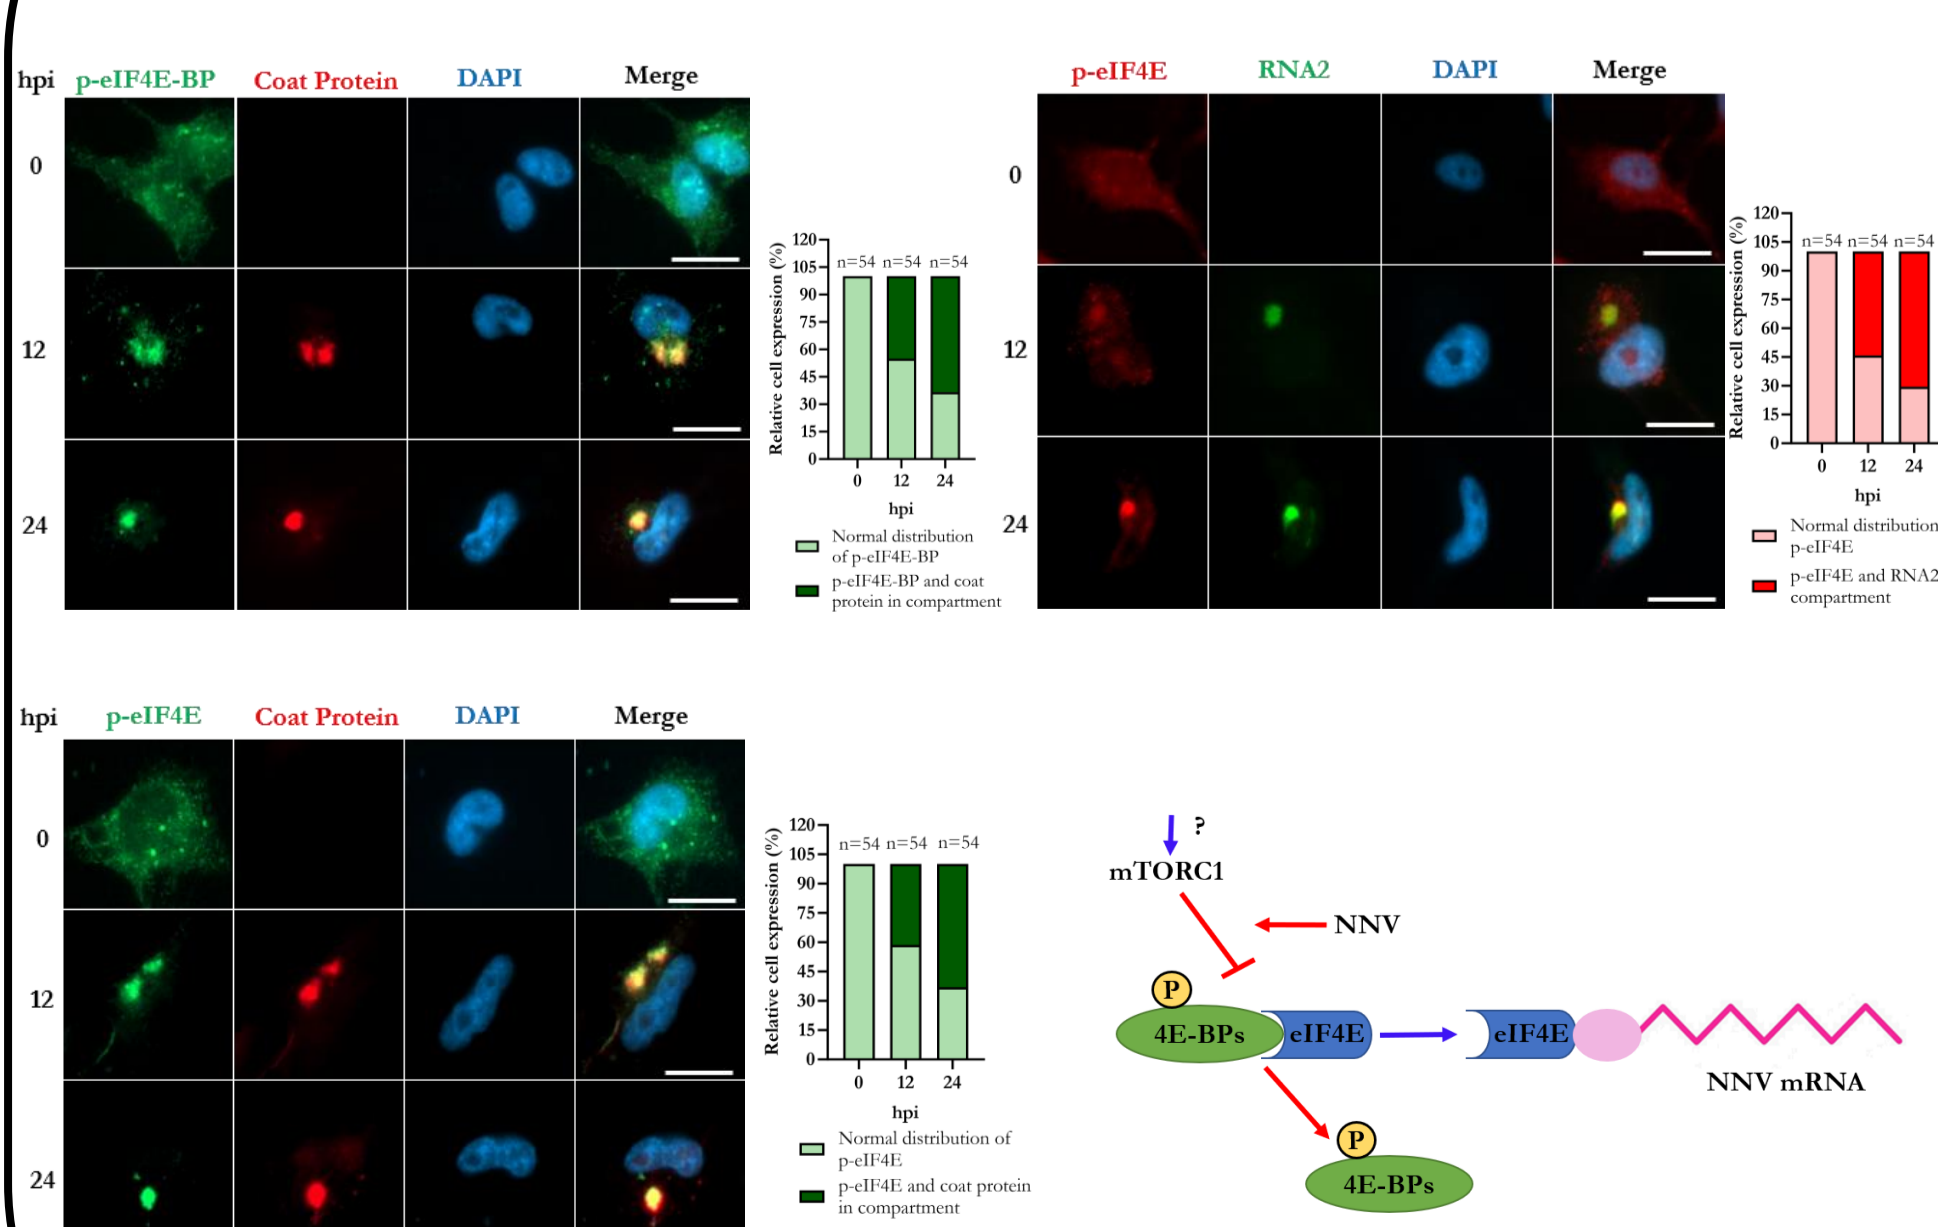 hpi p-eIF4E-BP Coat Protein DAPI Merge
0
12
24
Relative cell expression (%)
120
105
90
75
60
45
30
15
0
n=54 n=54 n=54
0 12 24
hpi
Normal distribution
of p-eIF4E-BP
p-eIF4E-BP and coat
protein in compartment
p-eIF4E RNA2 DAPI Merge
0
12
24
Relative cell expression (%)
120
105
90
75
60
45
30
15
0
n=54 n=54 n=54
0 12 24
hpi
Normal distribution
p-eIF4E
p-eIF4E and RNA2
compartment
hpi p-eIF4E Coat Protein DAPI Merge
0
12
24
Relative cell expression (%)
120
105
90
75
60
45
30
15
0
n=54 n=54 n=54
0 12 24
hpi
Normal distribution of
p-eIF4E
p-eIF4E and coat protein
in compartment
?
mTORC1
NNV
P
4E-BPs eIF4E eIF4E
NNV mRNA
P
4E-BPs